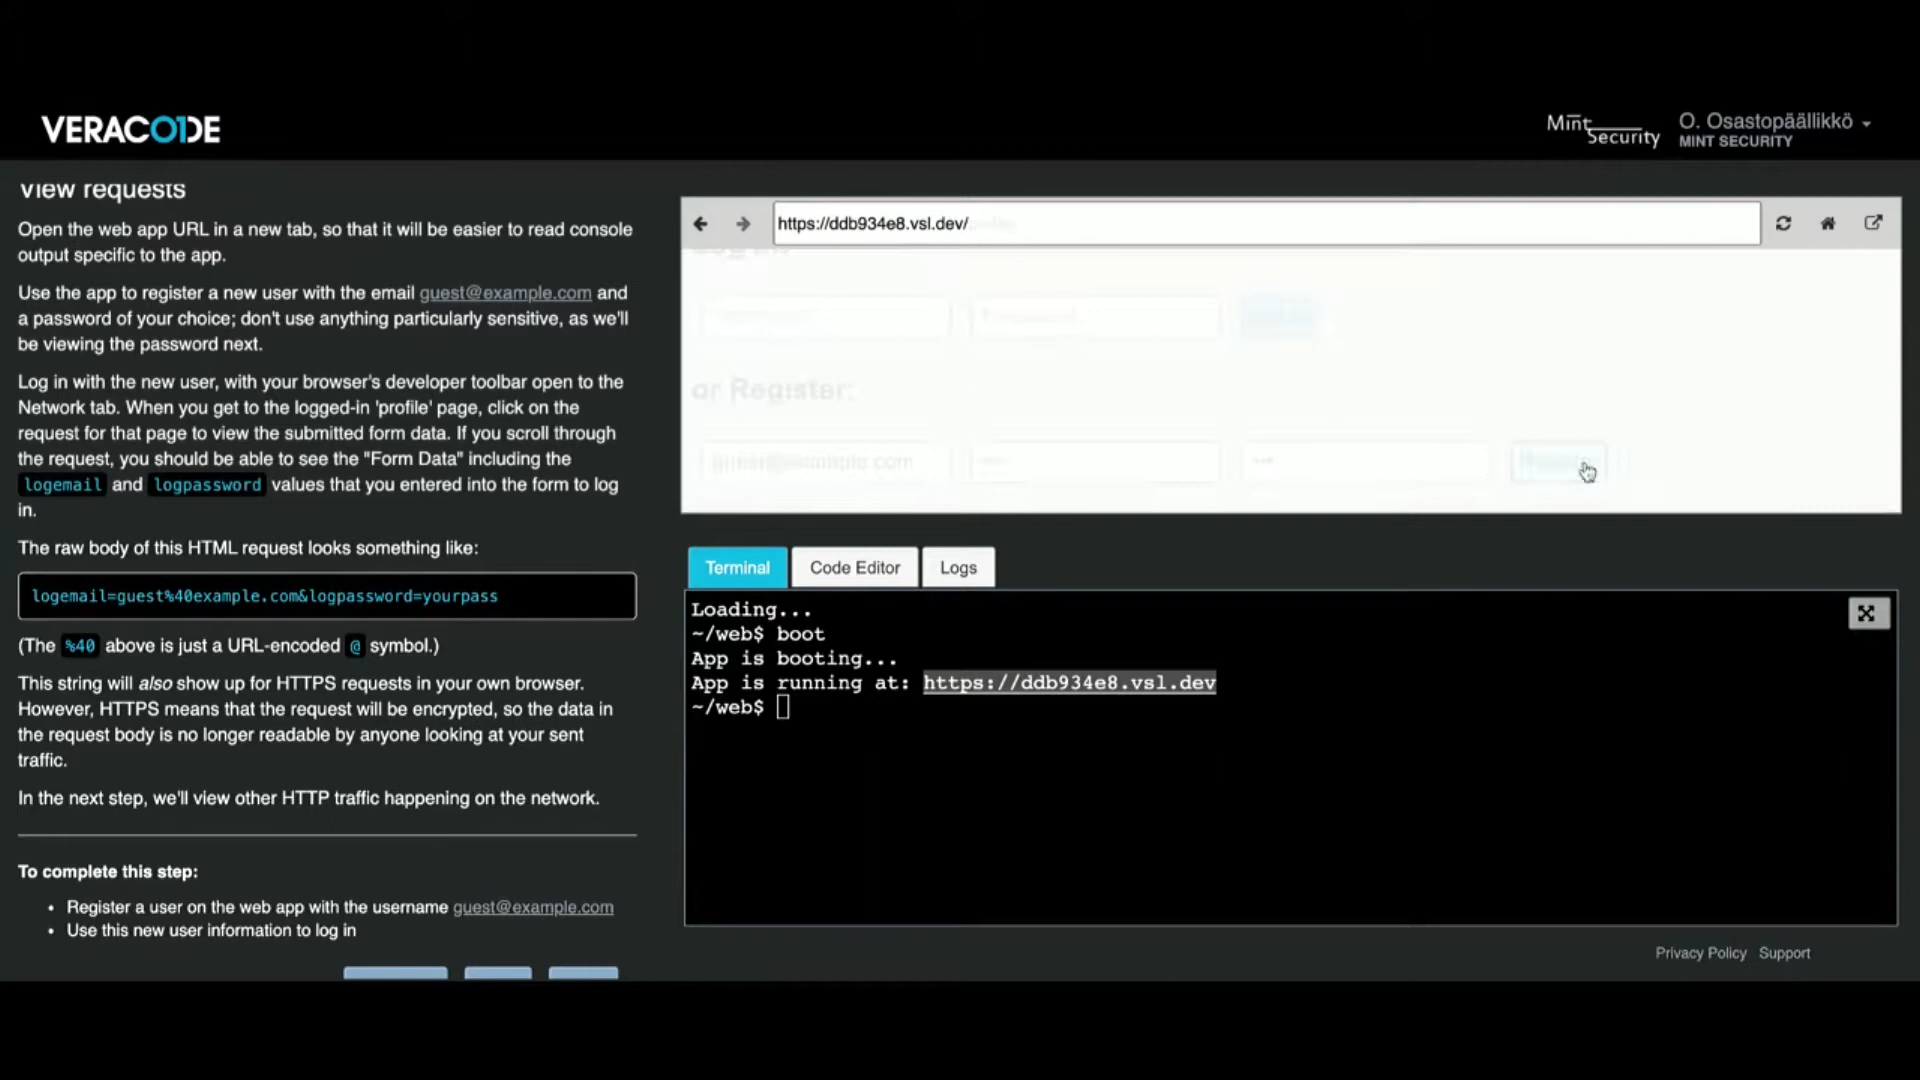 VERACODE
Mint Security
O. Osastopäällikkö
MINT SECURITY
View requests
Open the web app URL in a new tab, so that it will be easier to read console
output specific to the app.
Use the app to register a new user with the email guest@example.com and
a password of your choice; don't use anything particularly sensitive, as we'll
be viewing the password next.
Log in with the new user, with your browser's developer toolbar open to the
Network tab. When you get to the logged-in 'profile' page, click on the
request for that page to view the submitted form data. If you scroll through
the request, you should be able to see the "Form Data" including the
logemail and logpassword values that you entered into the form to log
in.
The raw body of this HTML request looks something like:
logemail=guest%40example.com&logpassword=yourpass
(The %40 above is just a URL-encoded @ symbol.)
This string will also show up for HTTPS requests in your own browser.
However, HTTPS means that the request will be encrypted, so the data in
the request body is no longer readable by anyone looking at your sent
traffic.
In the next step, we'll view other HTTP traffic happening on the network.
To complete this step:
• Register a user on the web app with the username guest@example.com
• Use this new user information to log in
https://ddb934e8.vsl.dev/
or Register:
Terminal
Code Editor
Logs
Loading...
~/web$ boot
App is booting...
App is running at: https://ddb934e8.vsl.dev
~/web$
Privacy Policy
Support